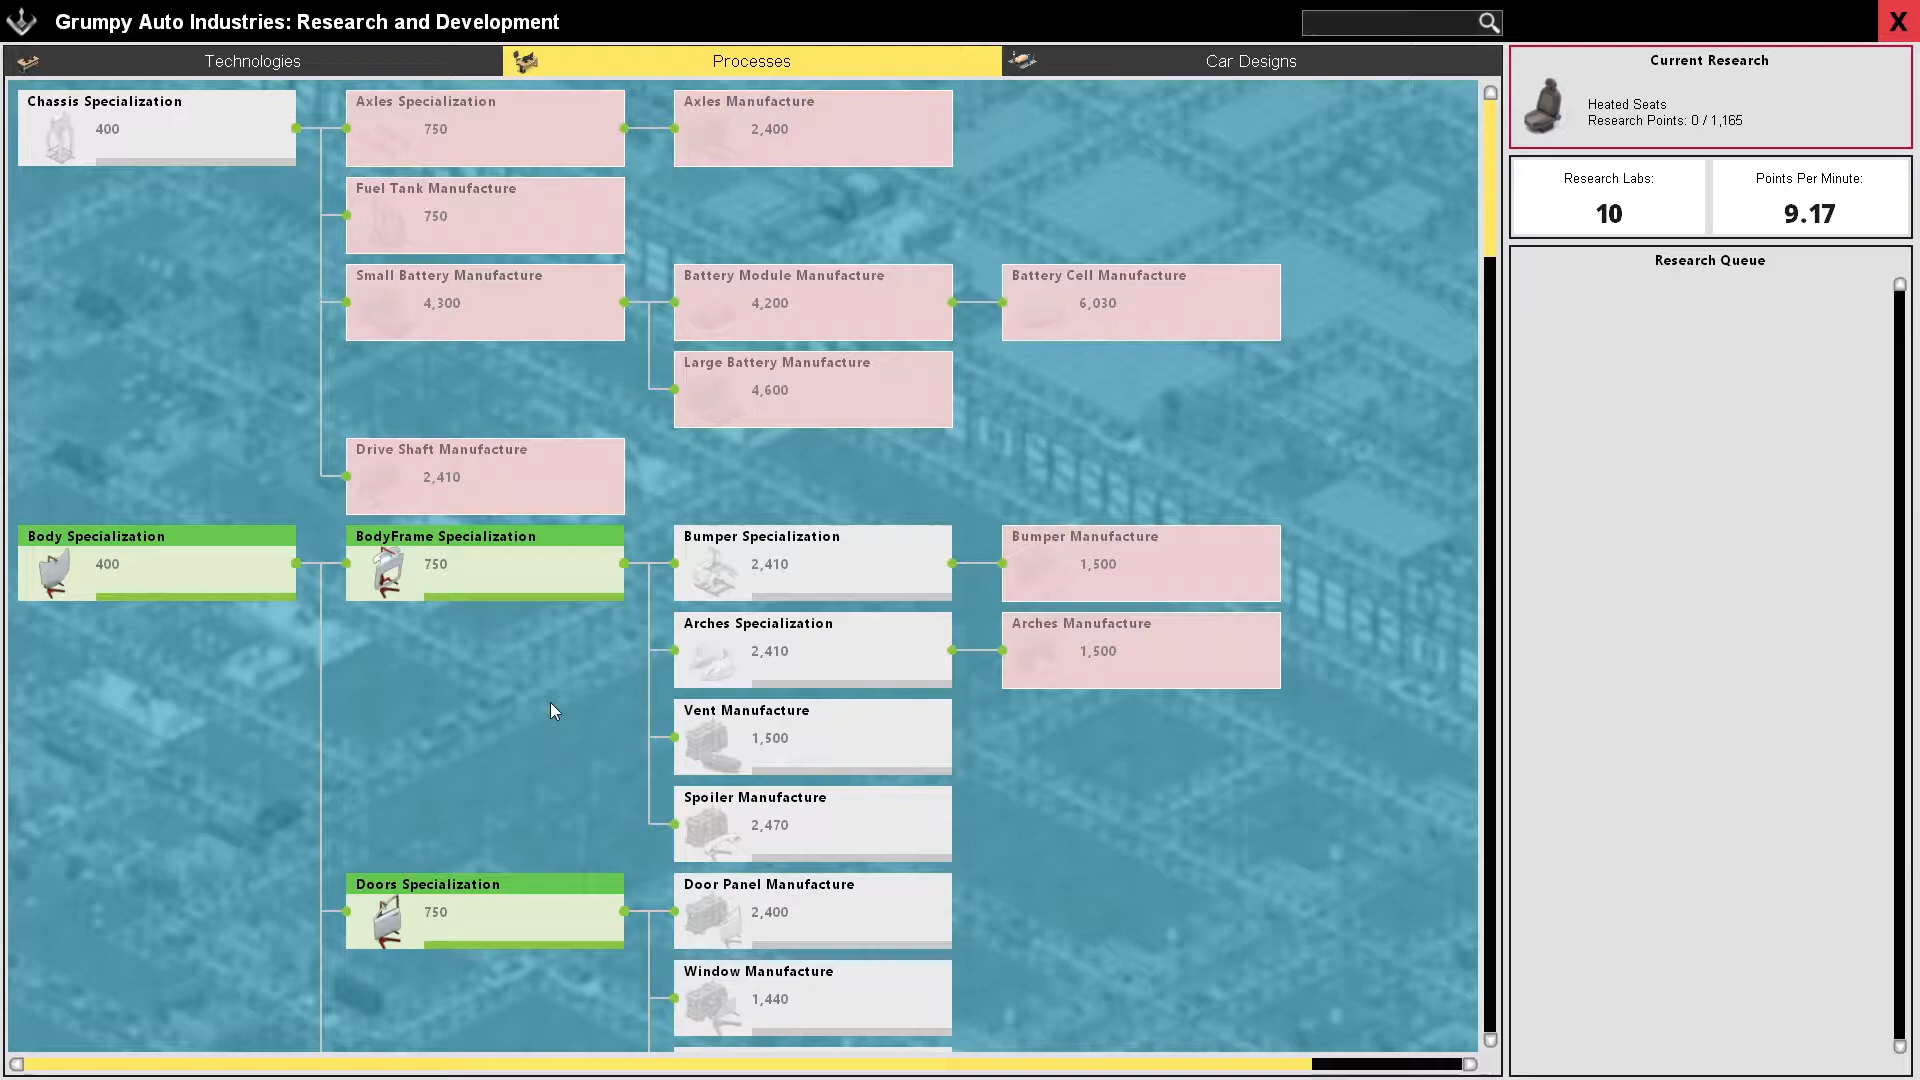 Grumpy Auto Industries: Research and Development
X
Technologies
Processes
Car Designs
Chassis Specialization
400
Axles Specialization
750
Axles Manufacture
2,400
Fuel Tank Manufacture
750
Small Battery Manufacture
4,300
Battery Module Manufacture
4,200
Battery Cell Manufacture
6,030
Large Battery Manufacture
4,600
Drive Shaft Manufacture
2,410
Body Specialization
400
BodyFrame Specialization
750
Bumper Specialization
2,410
Bumper Manufacture
1,500
Arches Specialization
2,410
Arches Manufacture
1,500
Vent Manufacture
1,500
Spoiler Manufacture
2,470
Doors Specialization
750
Door Panel Manufacture
2,400
Window Manufacture
1,440
Current Research
Heated Seats
Research Points: 0 / 1,165
Research Labs:
10
Points Per Minute:
9.17
Research Queue